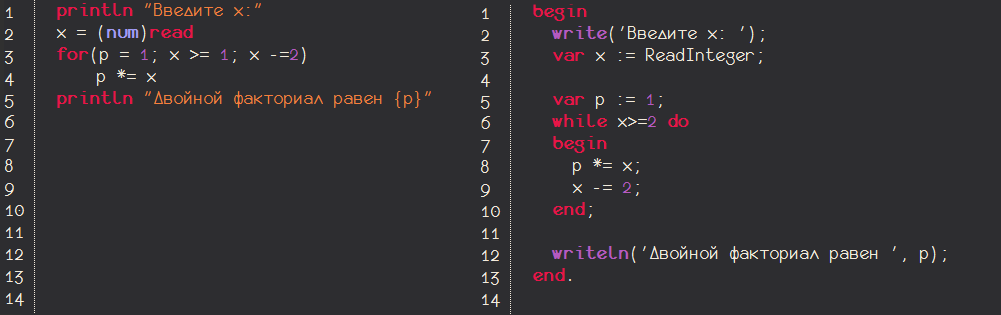 1 println "Введите x:"
2 x = (num)read
3 for(p = 1; x >= 1; x -=2)
4 p *= x
5 println "Двойной факториал равен {p}"
6
7
8
9
10
11
12
13
14
1 begin
2 write('Введите x: ');
3 var x := ReadInteger;
4
5 var p := 1;
6 while x>=2 do
7 begin
8 p *= x;
9 x -= 2;
10 end;
11
12 writeln('Двойной факториал равен ', p);
13 end.
14